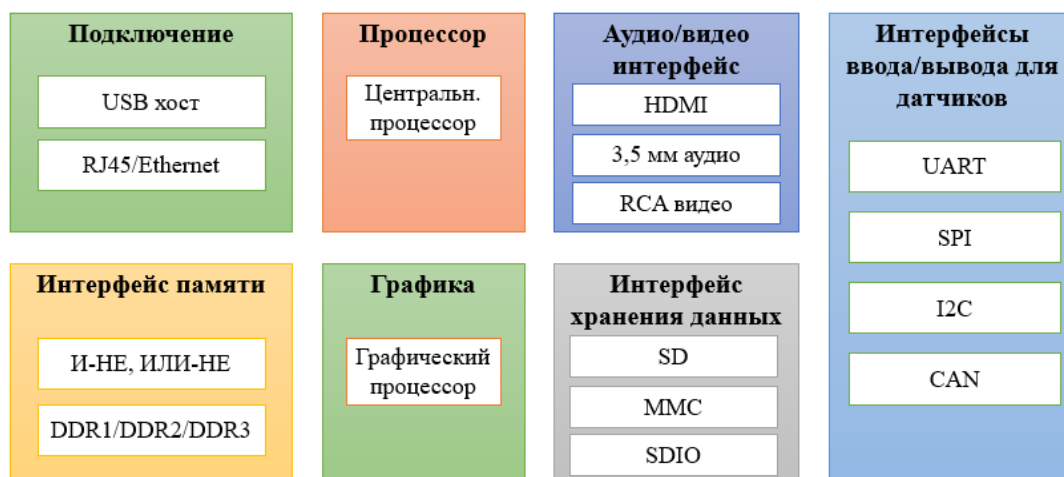 Подключение
USB хост
RJ45/Ethernet
Процессор
Центральн.
процессор
Аудио/видео
интерфейс
HDMI
3,5 мм аудио
RCA видео
Интерфейсы
ввода/вывода для
датчиков
UART
SPI
I2C
CAN
Интерфейс памяти
И-НЕ, ИЛИ-НЕ
DDR1/DDR2/DDR3
Графика
Графический
процессор
Интерфейс
хранения данных
SD
MMC
SDIO